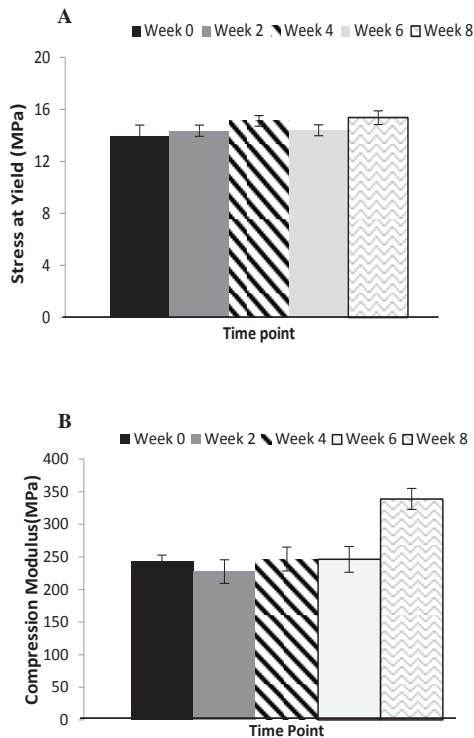 A
Week 0 Week 2 Week 4 Week 6 Week 8
20
16
12
8
4
0
Stress at Yield (MPa)
Time point
B
Week 0 Week 2 Week 4 Week 6 Week 8
400
350
300
250
200
150
100
50
0
Compression Modulus(MPa)
Time Point